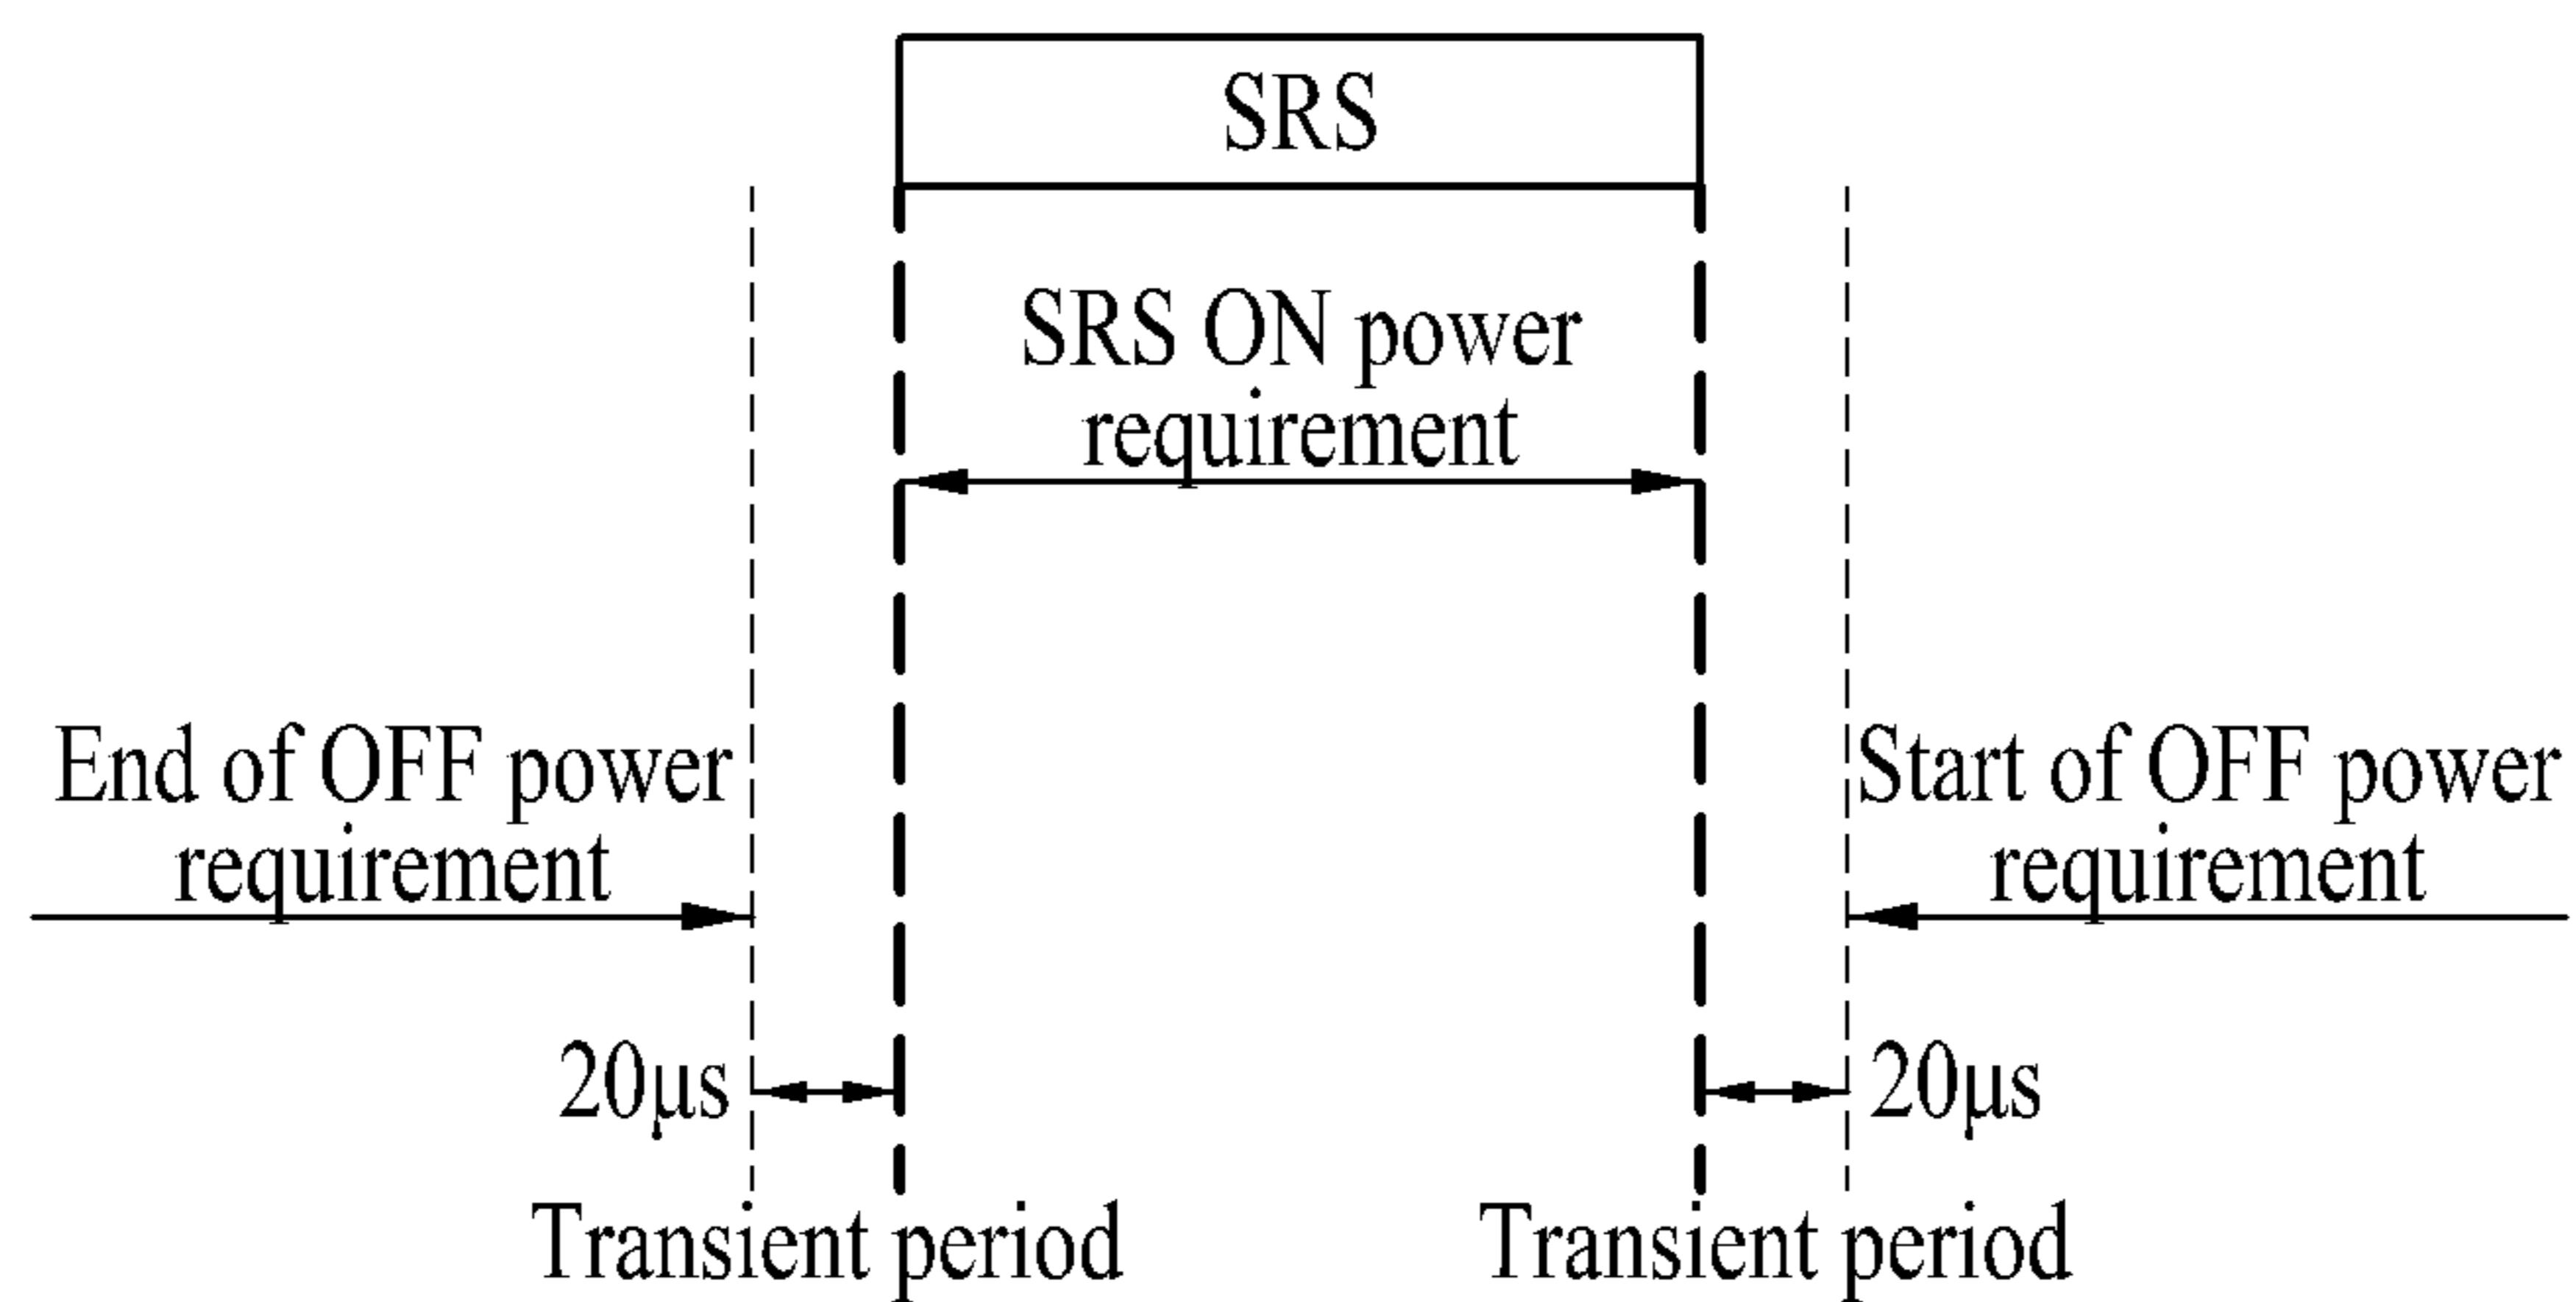 SRS
SRS ON power
requirement
End of OFF power
requirement
Start of OFF power
requirement
20μs
20μs
Transient period
Transient period